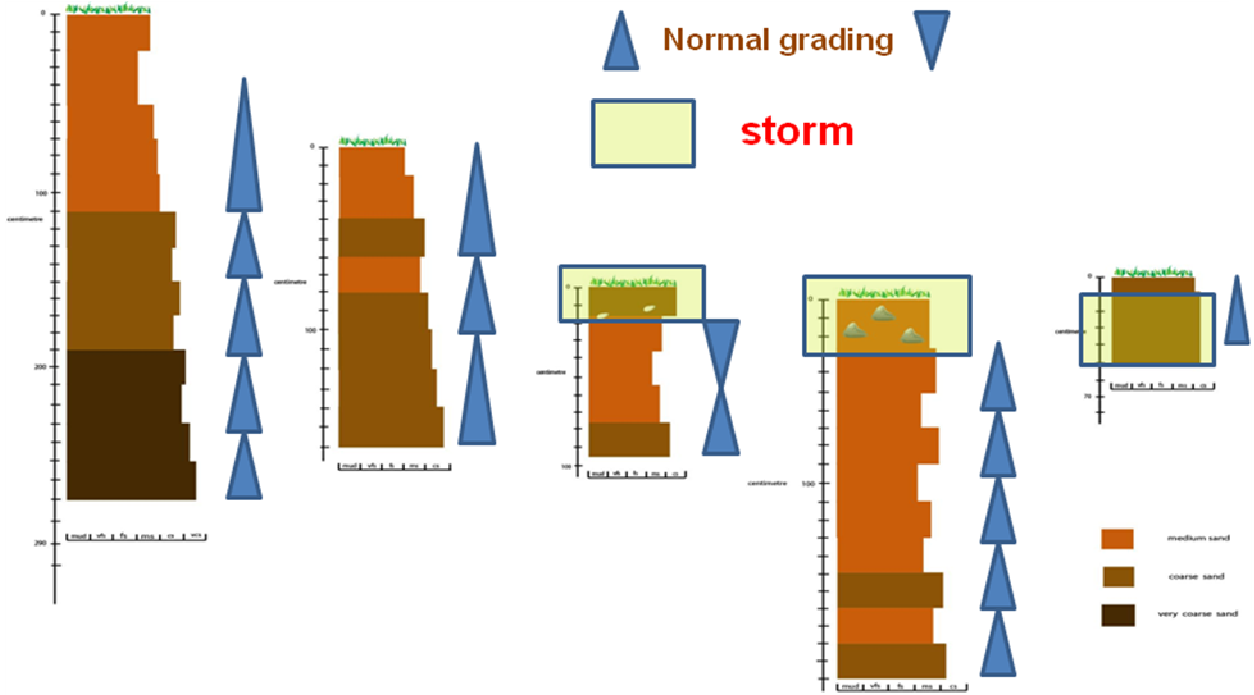 Normal grading
storm
0
100
centimetre
200
290
mud vfs fs ms cs vcs
0
centimetre
100
mud vfs fs ms cs
0
centimetre
100
mud vfs fs ms cs
0
centimetre
100
mud vfs fs ms cs
0
centimetre
70
mud vfs fs ms cs
medium sand
coarse sand
very coarse sand